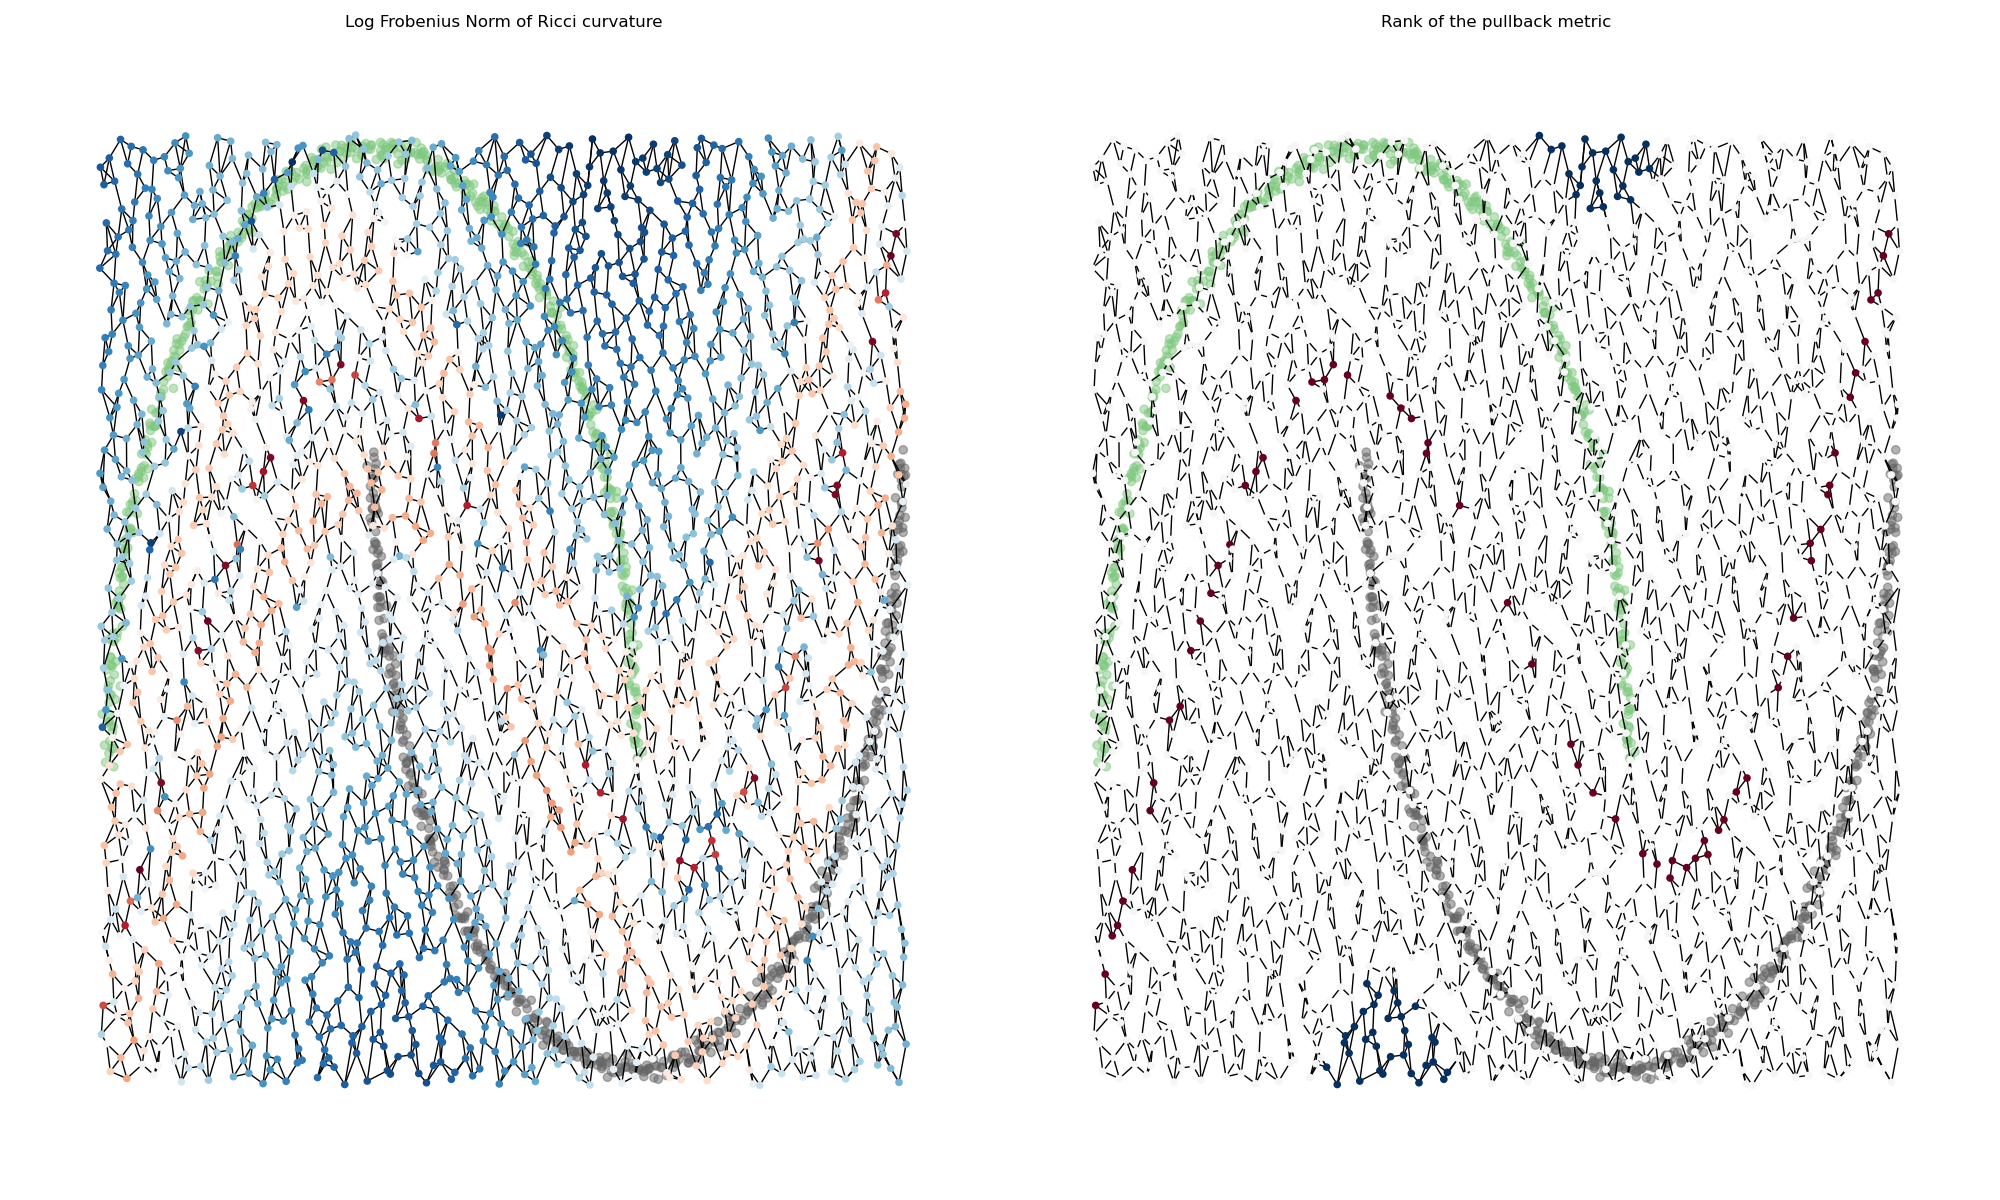 Log Frobenius Norm of Ricci curvature
Rank of the pullback metric